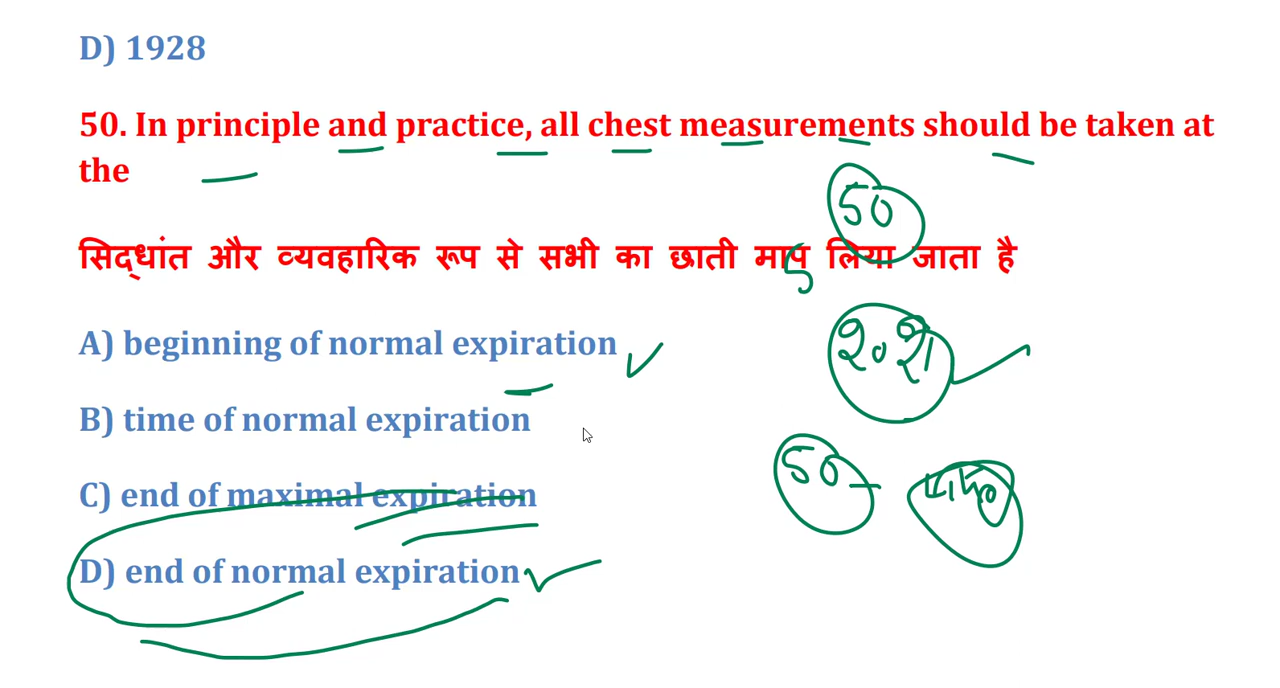 D) 1928
50. In principle and practice, all chest measurements should be taken at
the
50
सिद्धांत और व्यवहारिक रूप से सभी का छाती माप लिया जाता है
5
A) beginning of normal expiration
B) time of normal expiration
C) end of maximal expiration
50
D) end of normal expiration